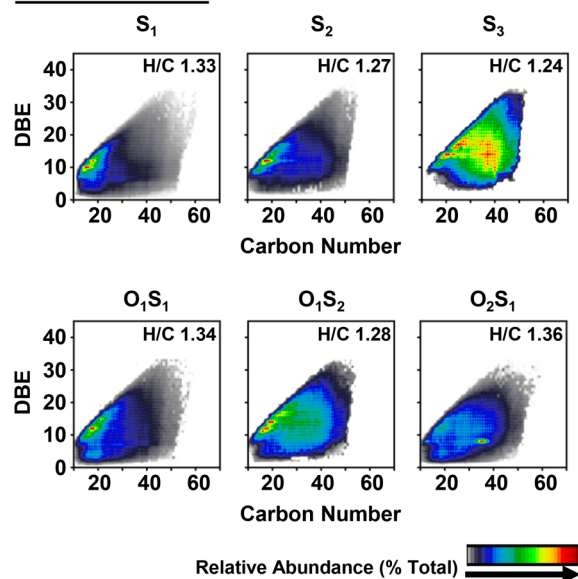 S₁ S₂ S₃
H/C 1.33 H/C 1.27 H/C 1.24
DBE
40
30
20
10
0
20 40 60 20 40 60 20 40 60
Carbon Number
O₁S₁ O₁S₂ O₂S₁
H/C 1.34 H/C 1.28 H/C 1.36
DBE
40
30
20
10
0
20 40 60 20 40 60 20 40 60
Carbon Number
Relative Abundance (% Total)